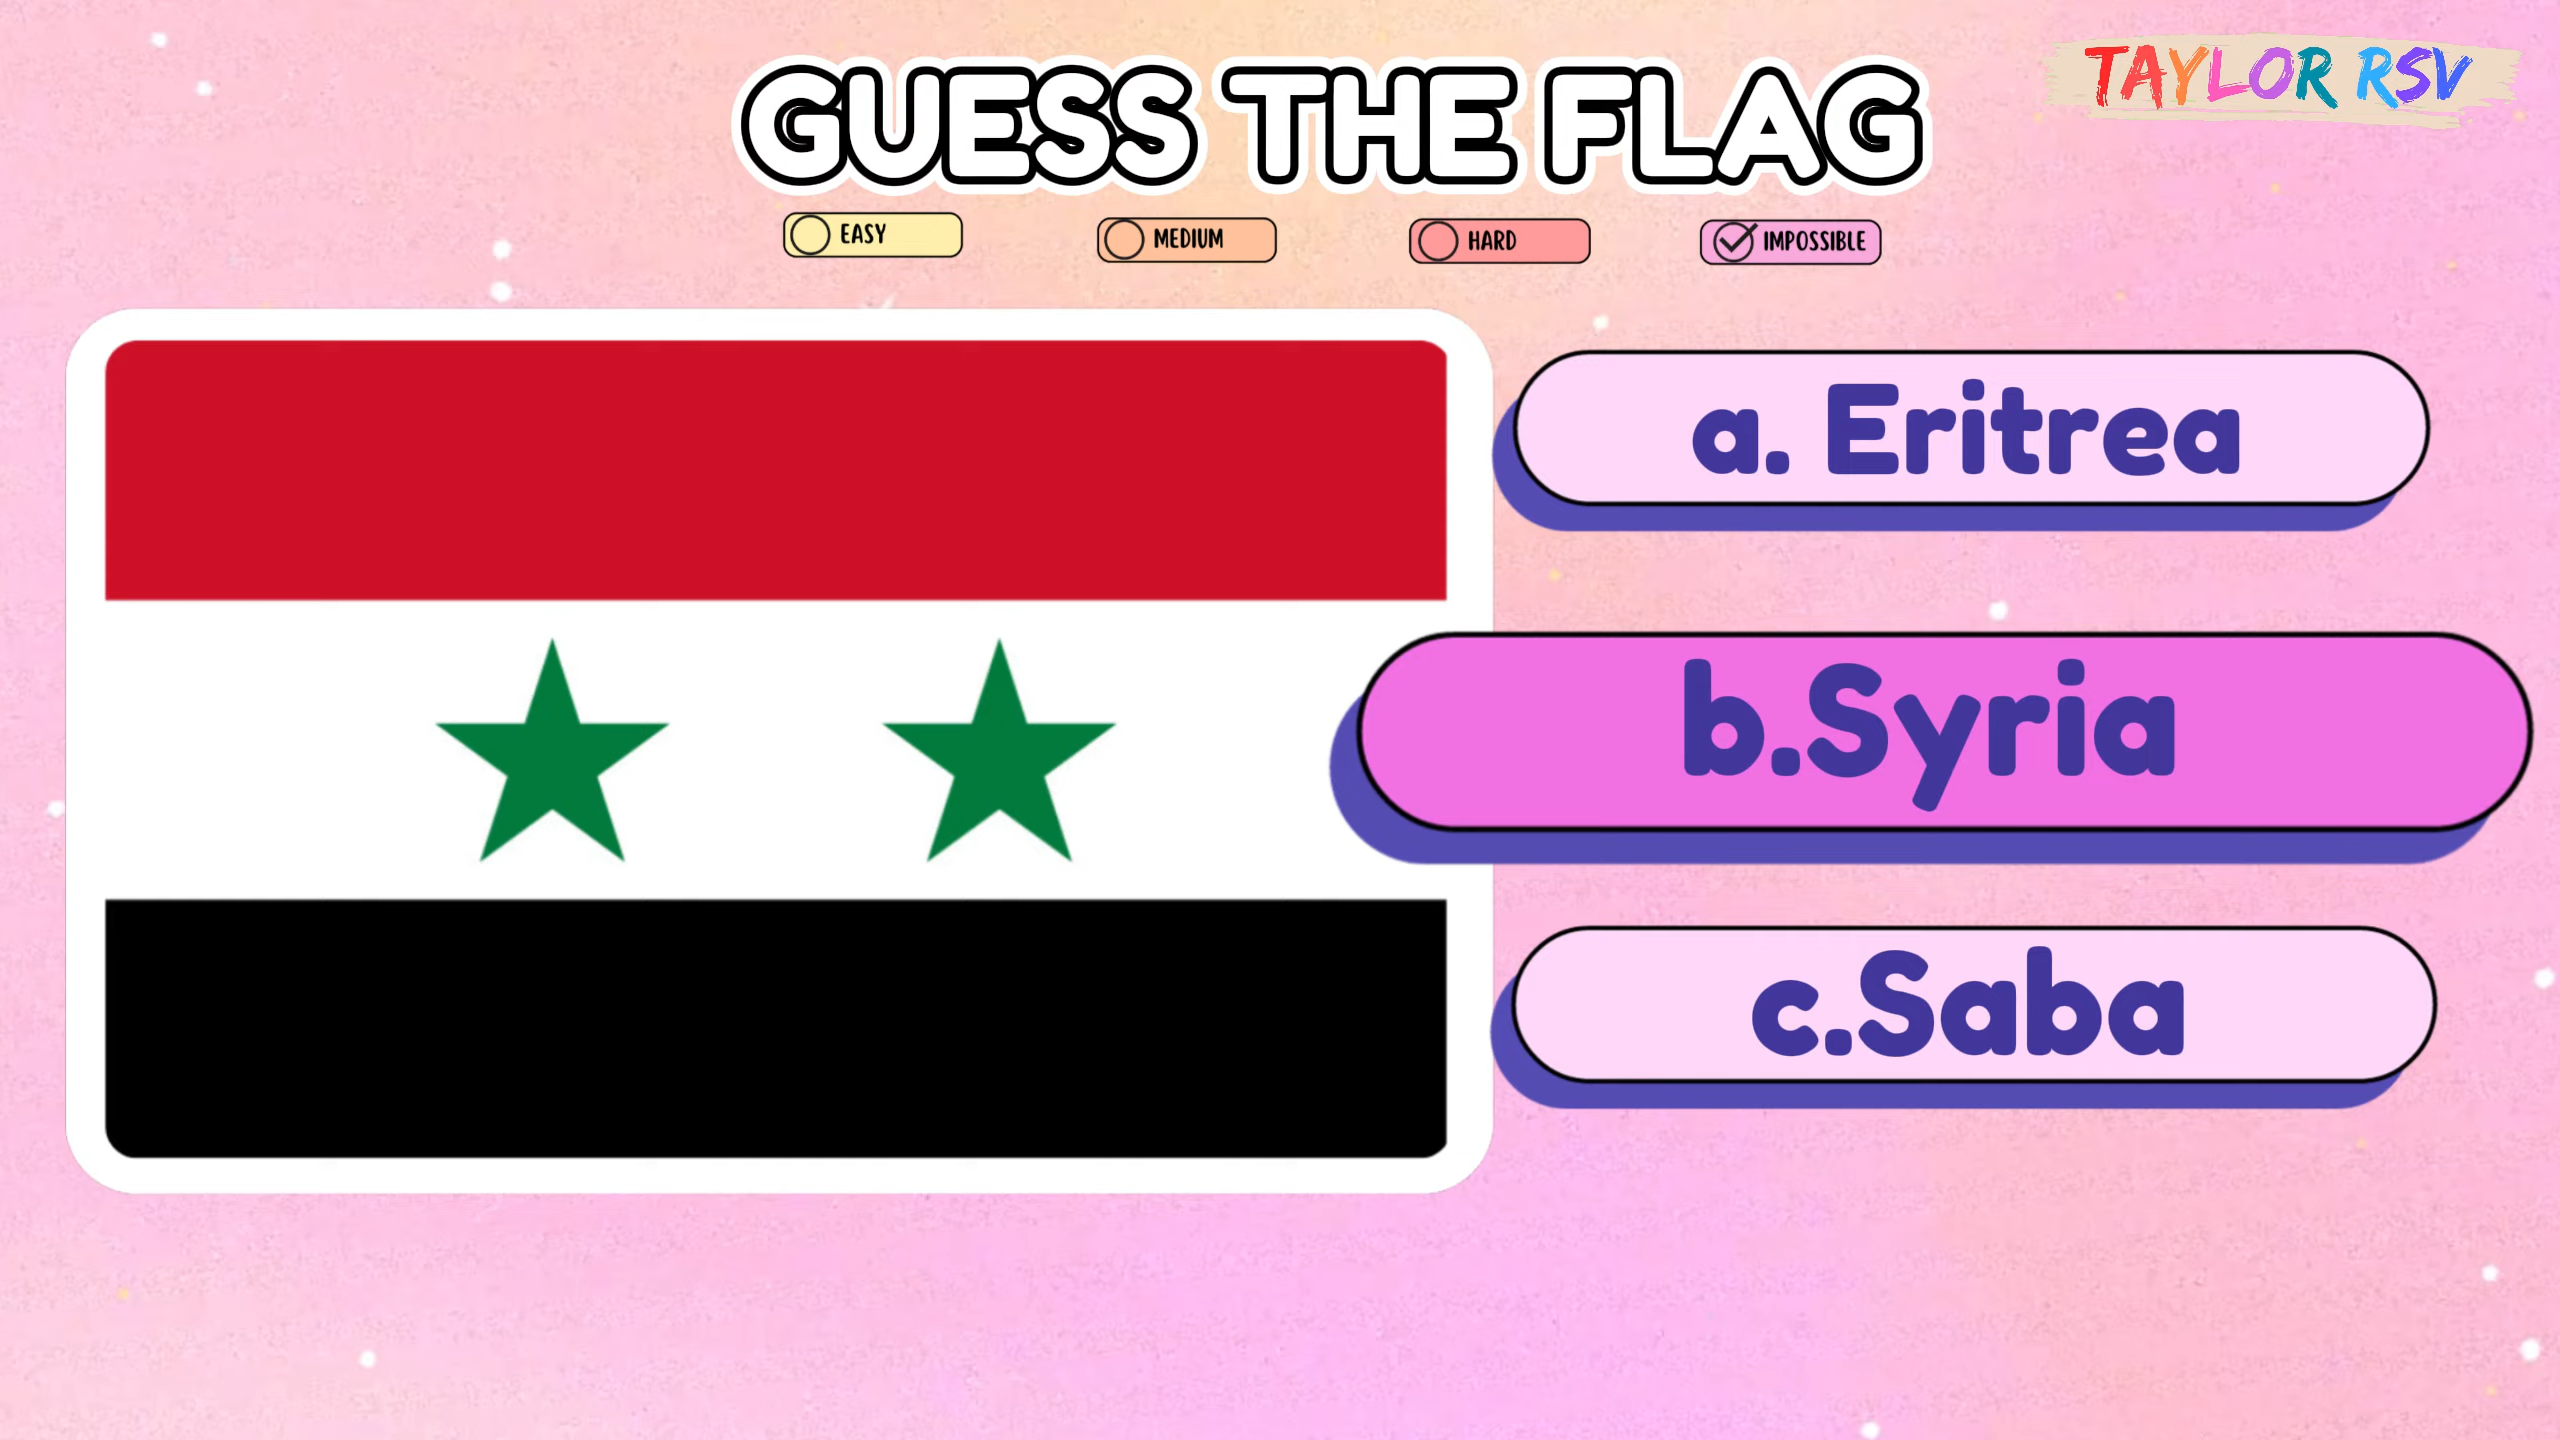 TAYLOR RSV
GUESS THE FLAG
EASY
MEDIUM
HARD
IMPOSSIBLE
a. Eritrea
b.Syria
c.Saba